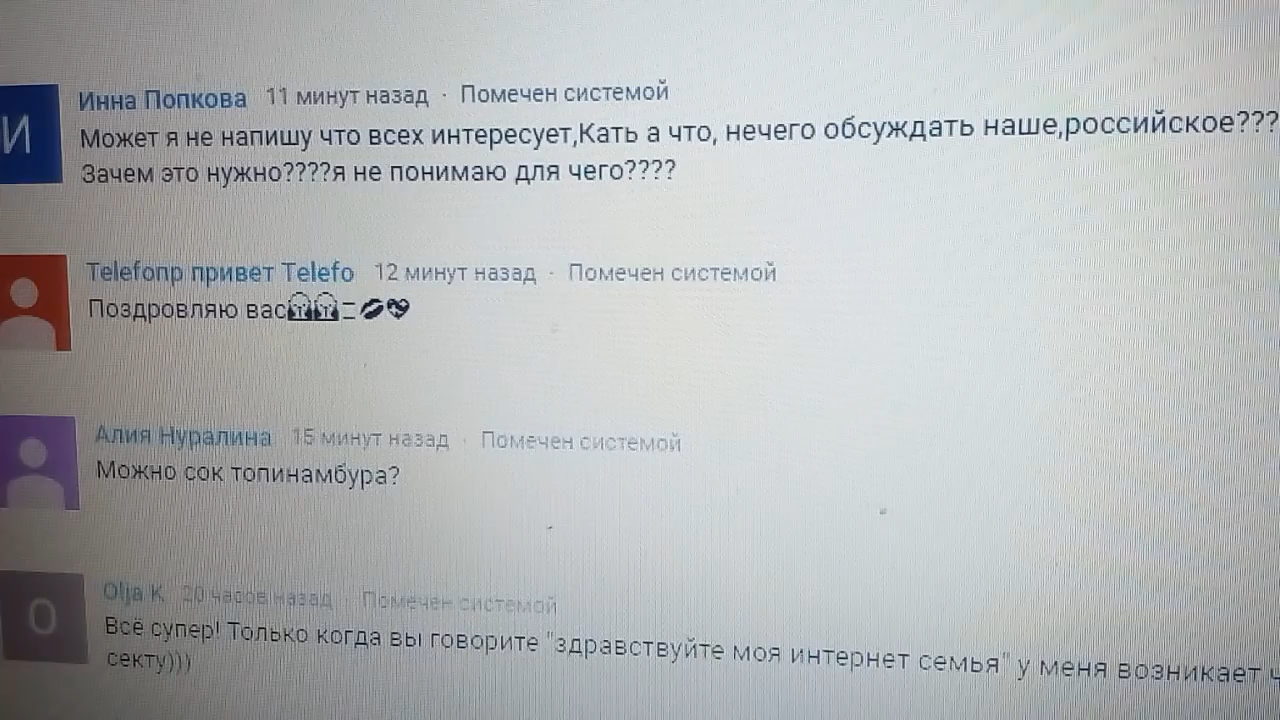 И
Инна Попкова 11 минут назад · Помечен системой
Может я не напишу что всех интересует,Кать а что, нечего обсуждать наше,российское???
Зачем это нужно????я не понимаю для чего????
Telefonпр привет Telefo 12 минут назад · Помечен системой
Поздровляю вас
Алия Нуралина 15 минут назад · Помечен системой
Можно сок топинамбура?
O
Olja K 20 часов назад · Помечен системой
Всё супер! Только когда вы говорите "здравствуйте моя интернет семья" у меня возникает
секту)))